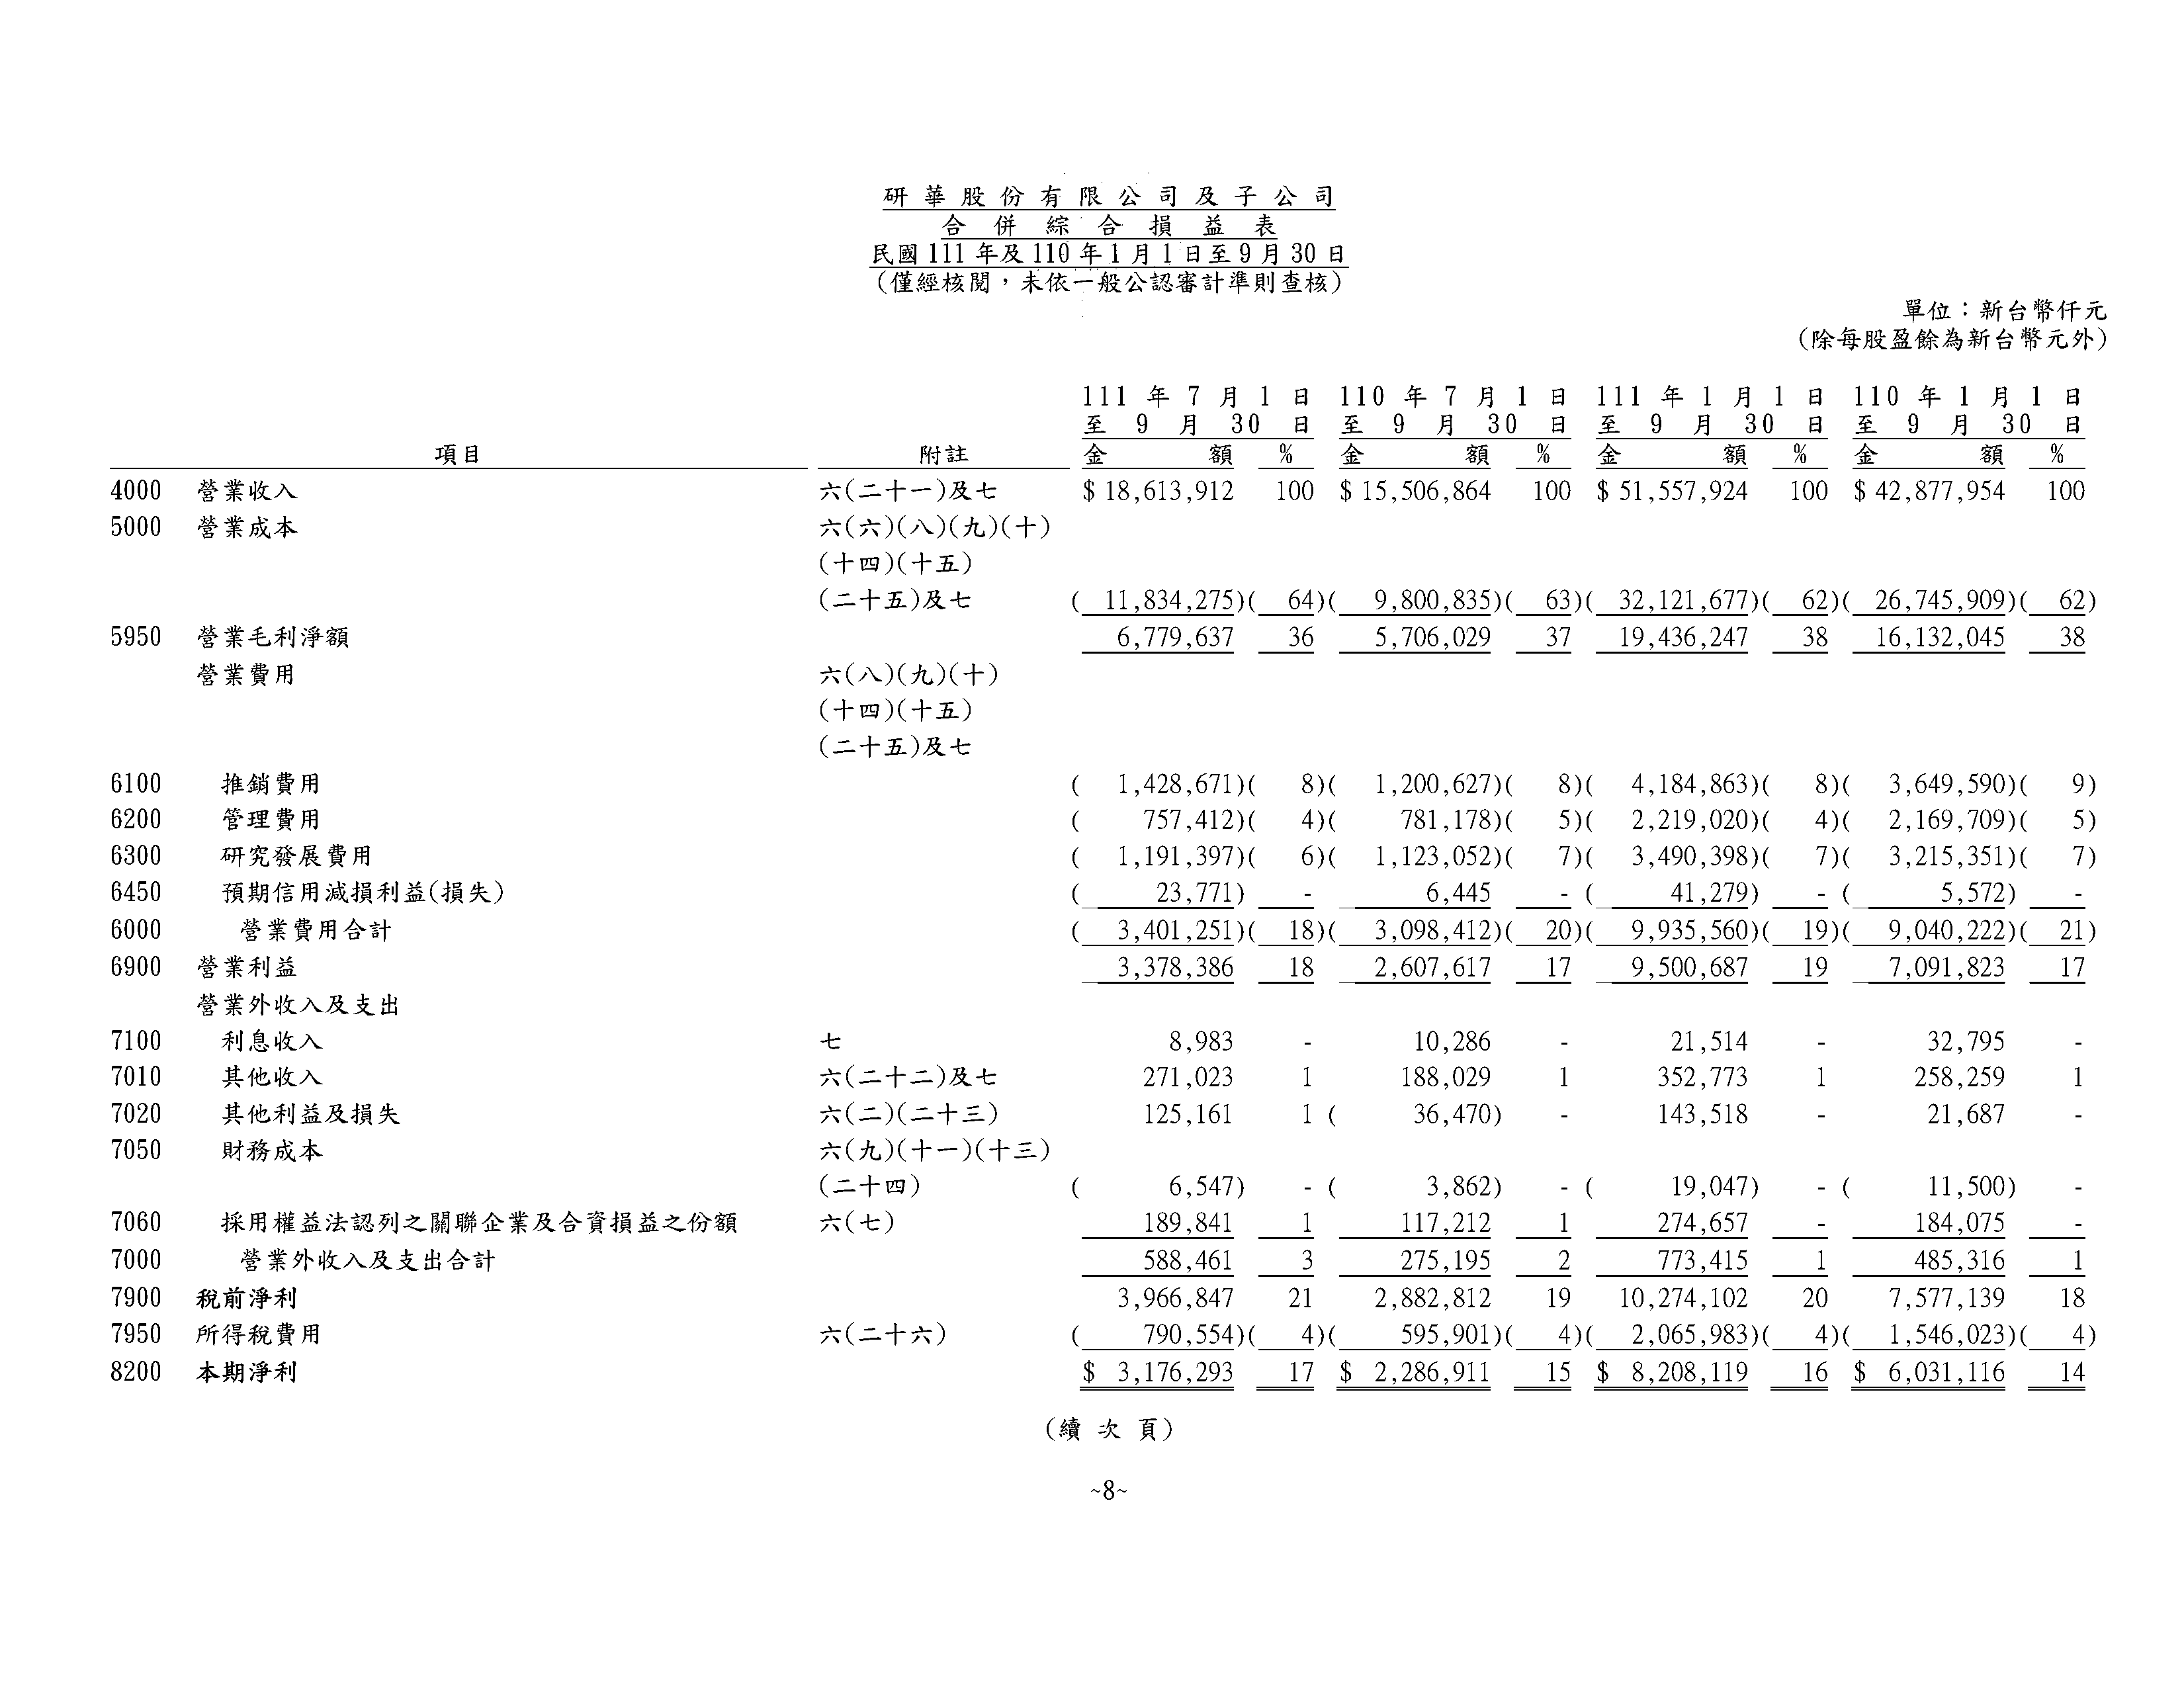 研華股份有限公司及子公司
合併綜合損益表
民國111年及110年1月1日至9月30日
(僅經核閱，未依一般公認審計準則查核)
單位：新台幣仟元
(除每股盈餘為新台幣元外)
111年7月1日 110年7月1日 111年1月1日 110年1月1日
至9月30日 至9月30日 至9月30日 至9月30日
項目 附註 金額 % 金額 % 金額 % 金額 %
4000 營業收入 六(二十一)及七 $ 18,613,912 100 $ 15,506,864 100 $ 51,557,924 100 $ 42,877,954 100
5000 營業成本 六(六)(八)(九)(十)
(十四)(十五)
(二十五)及七 ( 11,834,275)( 64)( 9,800,835)( 63)( 32,121,677)( 62)( 26,745,909)( 62)
5950 營業毛利淨額 6,779,637 36 5,706,029 37 19,436,247 38 16,132,045 38
營業費用 六(八)(九)(十)
(十四)(十五)
(二十五)及七
6100 推銷費用 ( 1,428,671)( 8)( 1,200,627)( 8)( 4,184,863)( 8)( 3,649,590)( 9)
6200 管理費用 ( 757,412)( 4)( 781,178)( 5)( 2,219,020)( 4)( 2,169,709)( 5)
6300 研究發展費用 ( 1,191,397)( 6)( 1,123,052)( 7)( 3,490,398)( 7)( 3,215,351)( 7)
6450 預期信用減損利益(損失) ( 23,771) - 6,445 - ( 41,279) - ( 5,572) -
6000 營業費用合計 ( 3,401,251)( 18)( 3,098,412)( 20)( 9,935,560)( 19)( 9,040,222)( 21)
6900 營業利益 3,378,386 18 2,607,617 17 9,500,687 19 7,091,823 17
營業外收入及支出
7100 利息收入 七 8,983 - 10,286 - 21,514 - 32,795 -
7010 其他收入 六(二十二)及七 271,023 1 188,029 1 352,773 1 258,259 1
7020 其他利益及損失 六(二)(二十三) 125,161 1 ( 36,470) - 143,518 - 21,687 -
7050 財務成本 六(九)(十一)(十三)
(二十四) ( 6,547) - ( 3,862) - ( 19,047) - ( 11,500) -
7060 採用權益法認列之關聯企業及合資損益之份額 六(七) 189,841 1 117,212 1 274,657 - 184,075 -
7000 營業外收入及支出合計 588,461 3 275,195 2 773,415 1 485,316 1
7900 稅前淨利 3,966,847 21 2,882,812 19 10,274,102 20 7,577,139 18
7950 所得稅費用 六(二十六) ( 790,554)( 4)( 595,901)( 4)( 2,065,983)( 4)( 1,546,023)( 4)
8200 本期淨利 $ 3,176,293 17 $ 2,286,911 15 $ 8,208,119 16 $ 6,031,116 14
(續次頁)
~8~